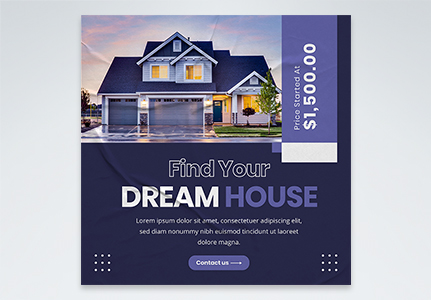 Price Started At
$1,500.00
Find Your
DREAM HOUSE
Lorem ipsum dolor sit amet, consectetuer adipiscing
elit, sed diam nonummy nibh euismod tincidunt ut laoreet
dolore magna.
Contact us